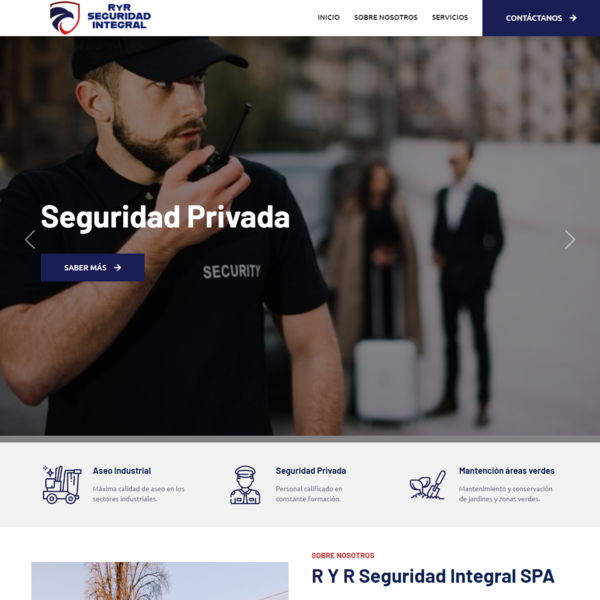 RYR
SEGURIDAD
INTEGRAL
INICIO
SOBRE NOSOTROS
SERVICIOS
CONTÁCTANOS
Seguridad Privada
SABER MÁS
SECURITY
Aseo Industrial
Máxima calidad de aseo en los
sectores industriales.
Seguridad Privada
Personal calificado en
constante formación.
Mantención áreas verdes
Mantenimiento y conservación
de jardines y zonas verdes.
SOBRE NOSOTROS
R Y R Seguridad Integral SPA